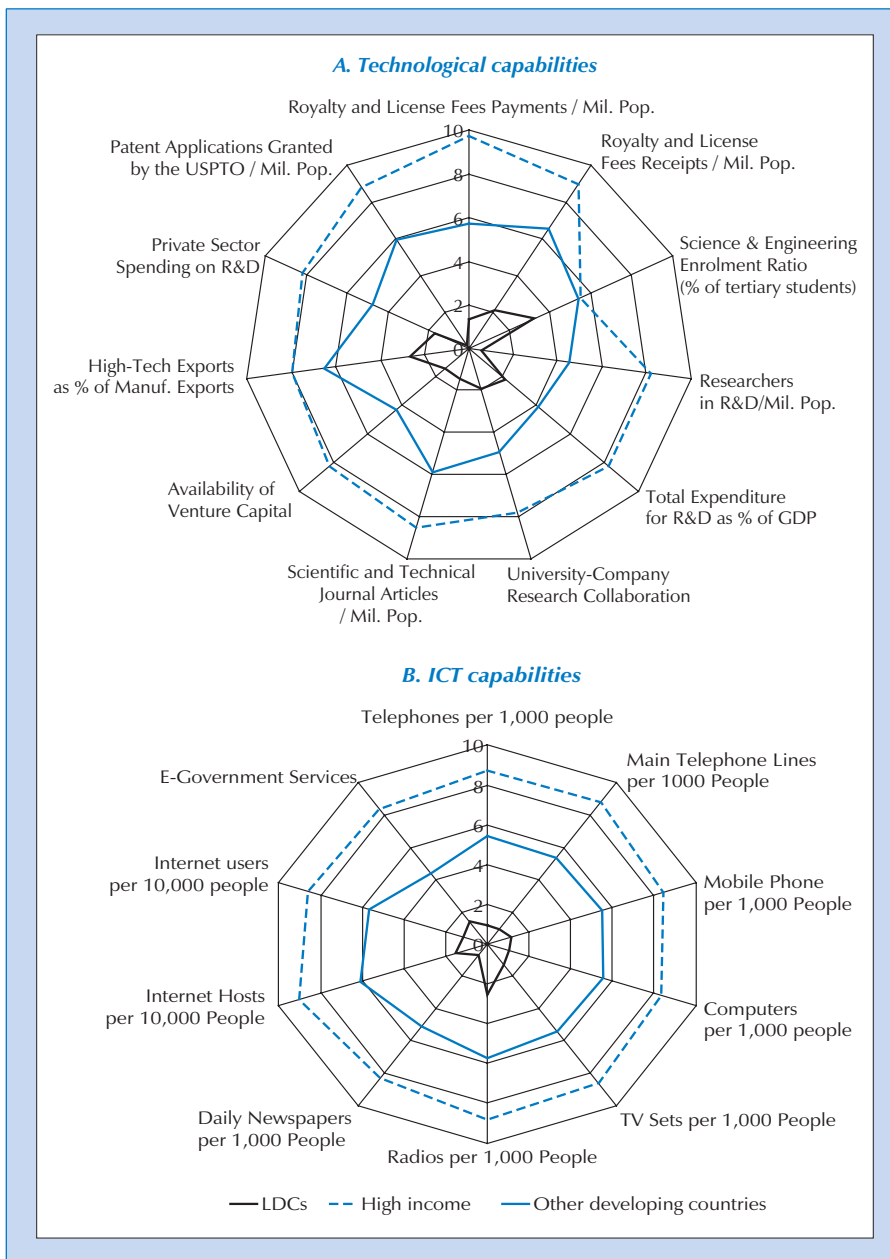 A. Technological capabilities
Royalty and License Fees Payments / Mil. Pop.
Patent Applications Granted
by the USPTO / Mil. Pop.
Royalty and License
Fees Receipts / Mil. Pop.
Private Sector
Spending on R&D
Science & Engineering
Enrolment Ratio
(% of tertiary students)
High-Tech Exports
as % of Manuf. Exports
Researchers
in R&D/Mil. Pop.
Availability of
Venture Capital
Total Expenditure
for R&D as % of GDP
Scientific and Technical
Journal Articles
/ Mil. Pop.
University-Company
Research Collaboration
10
8
6
4
2
0
B. ICT capabilities
Telephones per 1,000 people
E-Government Services
Main Telephone Lines
per 1000 People
Internet users
per 10,000 people
Mobile Phone
per 1,000 People
Internet Hosts
per 10,000 People
Computers
per 1,000 people
Daily Newspapers
per 1,000 People
TV Sets per 1,000 People
Radios per 1,000 People
10
8
6
4
2
0
LDCs
High income
Other developing countries